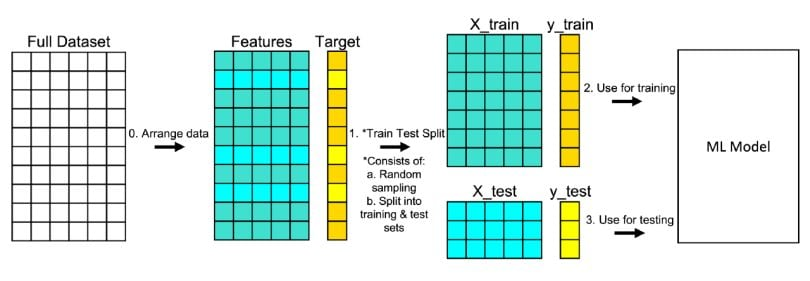 Full Dataset
0. Arrange data
Features
Target
1. *Train Test Split
*Consists of:
a. Random
sampling
b. Split into
training & test
sets
X_train
y_train
2. Use for training
X_test
y_test
3. Use for testing
ML Model